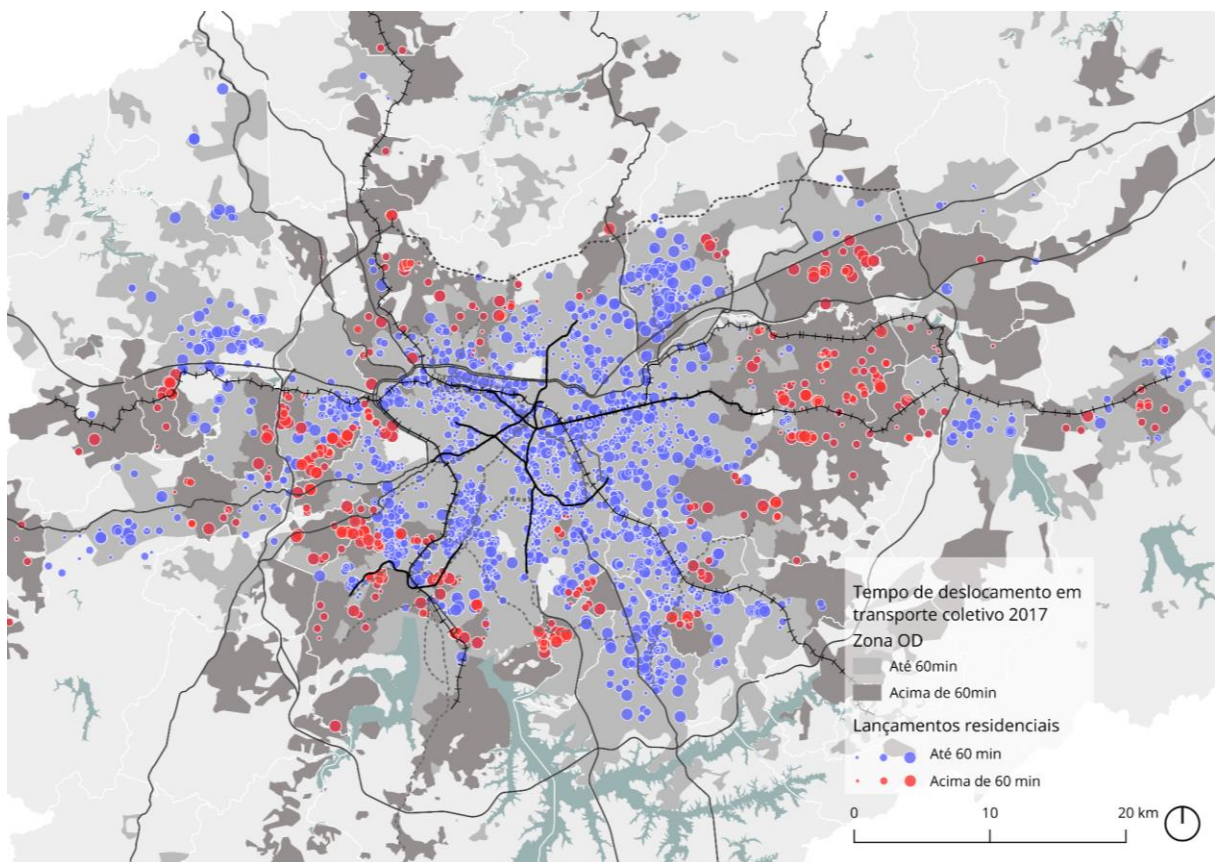 Tempo de deslocamento em
transporte coletivo 2017
Zona OD
Até 60min
Acima de 60min
Lançamentos residenciais
Até 60 min
Acima de 60 min
0 10 20 km